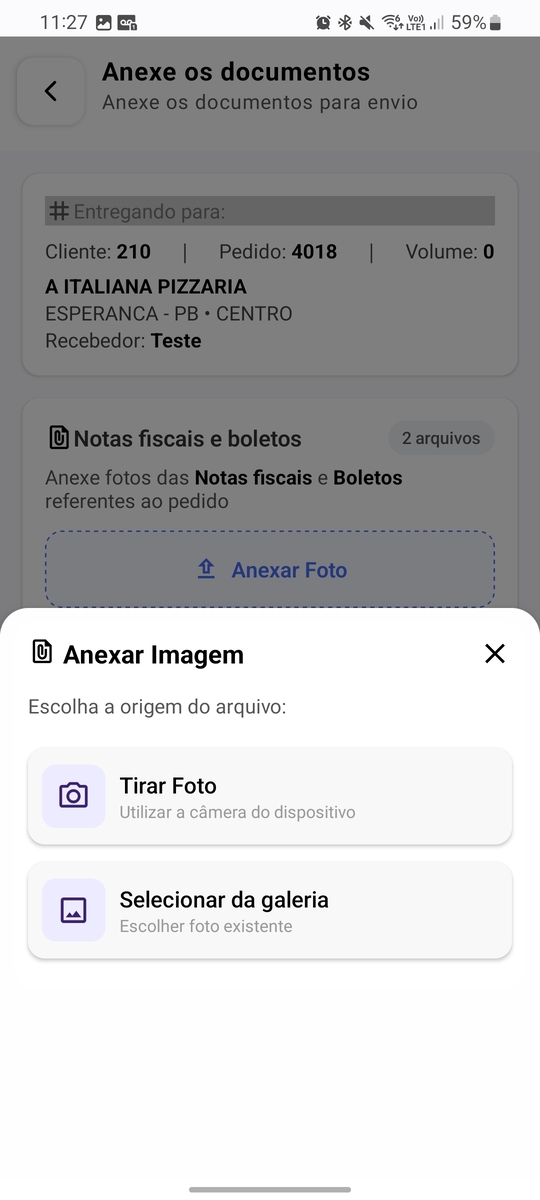 11:27 59%
Anexe os documentos
Anexe os documentos para envio
Entregando para:
Cliente: 210 | Pedido: 4018 | Volume: 0
A ITALIANA PIZZARIA
ESPERANCA - PB • CENTRO
Recebedor: Teste
Notas fiscais e boletos 2 arquivos
Anexe fotos das Notas fiscais e Boletos
referentes ao pedido
Anexar Foto
Anexar Imagem
Escolha a origem do arquivo:
Tirar Foto
Utilizar a câmera do dispositivo
Selecionar da galeria
Escolher foto existente